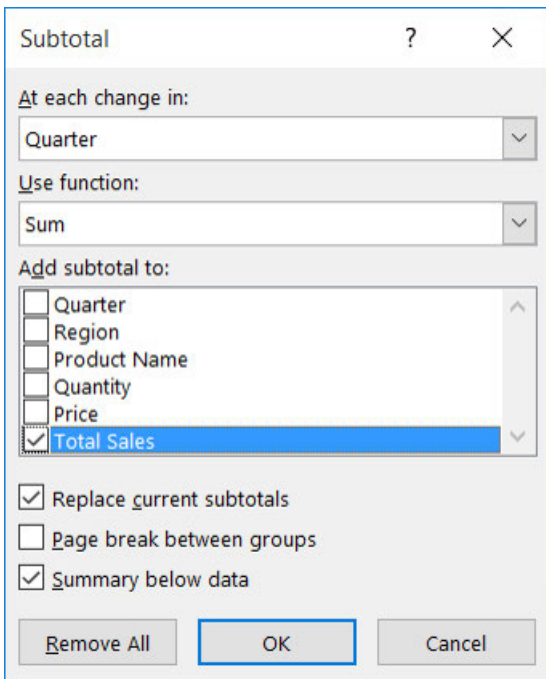 Subtotal ?
At each change in:
Quarter
Use function:
Sum
Add subtotal to:
Quarter
Region
Product Name
Quantity
Price
Total Sales
Replace current subtotals
Page break between groups
Summary below data
Remove All OK Cancel